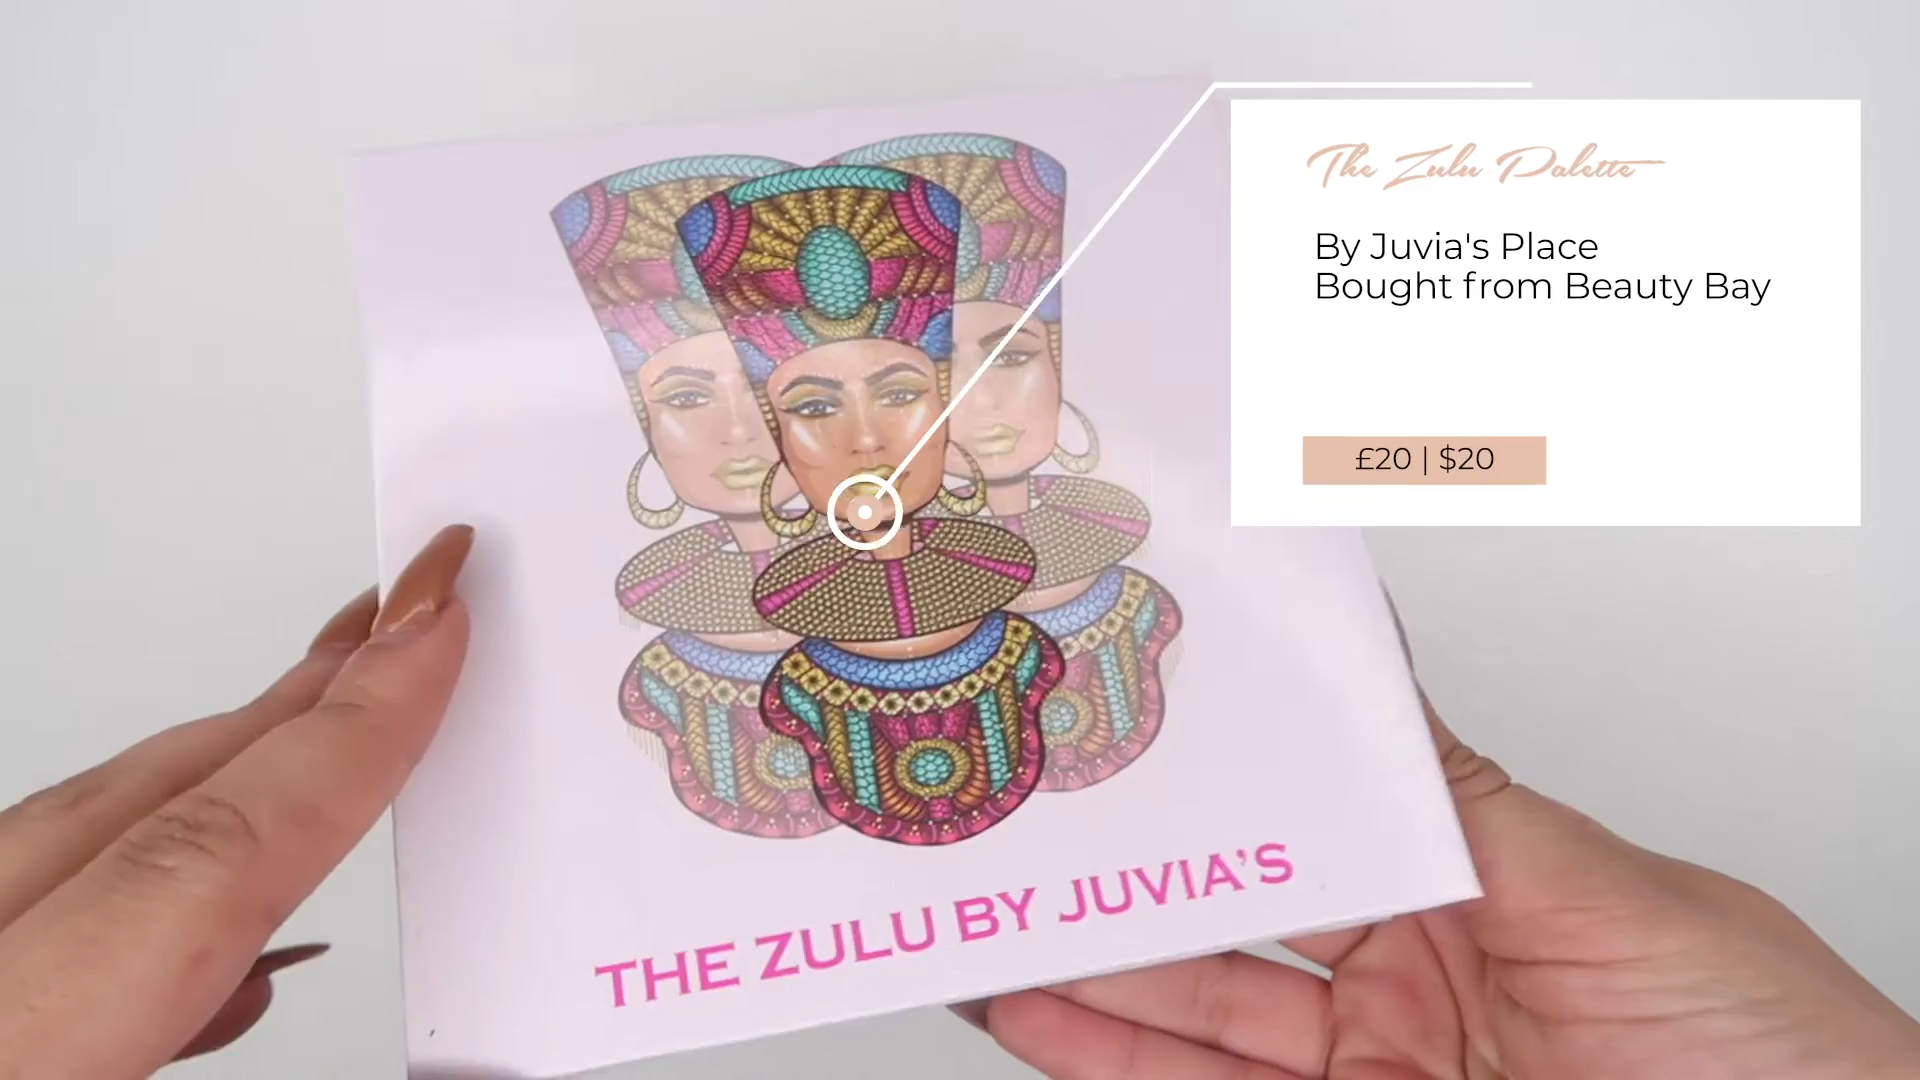 The Zulu Palette
By Juvia's Place
Bought from Beauty Bay
£20 | $20
THE ZULU BY JUVIA'S